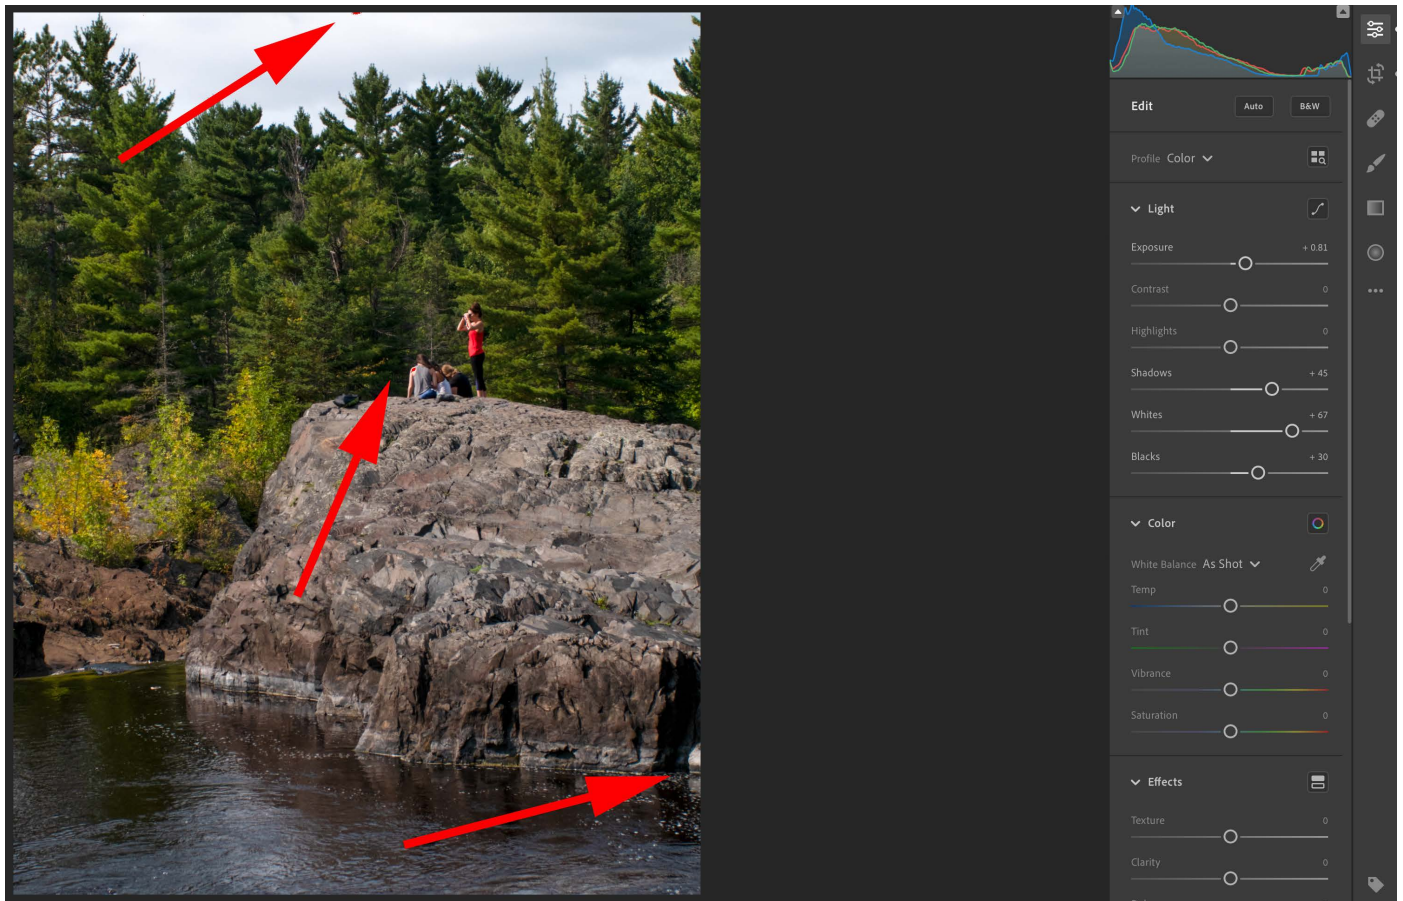 Edit Auto B&W
Profile Color
Light
Exposure + 0.81
Contrast 0
Highlights 0
Shadows + 45
Whites + 67
Blacks + 30
Color
White Balance As Shot
Temp 0
Tint 0
Vibrance 0
Saturation 0
Effects
Texture 0
Clarity 0